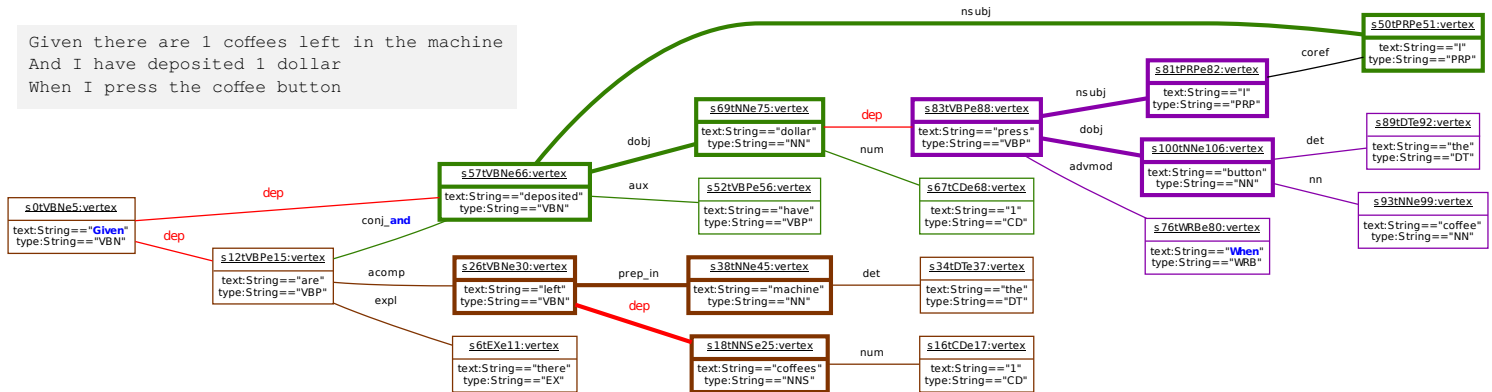 Given there are 1 coffees left in the machine
And I have deposited 1 dollar
When I press the coffee button
nsubj
s50tPRPe51:vertex
text:String=="I"
type:String=="PRP"
coref
s81tPRPe82:vertex
text:String=="I"
type:String=="PRP"
nsubj
s69tNNe75:vertex
text:String=="dollar"
type:String=="NN"
dep
s83tVBPe88:vertex
text:String=="press"
type:String=="VBP"
dobj
s89tDTe92:vertex
text:String=="the"
type:String=="DT"
det
dobj
num
advmod
s100tNNe106:vertex
text:String=="button"
type:String=="NN"
nn
s57tVBNe66:vertex
text:String=="deposited"
type:String=="VBN"
aux
s52tVBPe56:vertex
text:String=="have"
type:String=="VBP"
s67tCDe68:vertex
text:String=="1"
type:String=="CD"
s93tNNe99:vertex
text:String=="coffee"
type:String=="NN"
dep
s0tVBNe5:vertex
text:String=="Given"
type:String=="VBN"
conj_and
dep
s76tWRBe80:vertex
text:String=="When"
type:String=="WRB"
s12tVBPe15:vertex
text:String=="are"
type:String=="VBP"
acomp
s26tVBNe30:vertex
text:String=="left"
type:String=="VBN"
prep_in
s38tNNe45:vertex
text:String=="machine"
type:String=="NN"
det
s34tDTe37:vertex
text:String=="the"
type:String=="DT"
expl
dep
s6tEXe11:vertex
text:String=="there"
type:String=="EX"
s18tNNSe25:vertex
text:String=="coffees"
type:String=="NNS"
num
s16tCDe17:vertex
text:String=="1"
type:String=="CD"